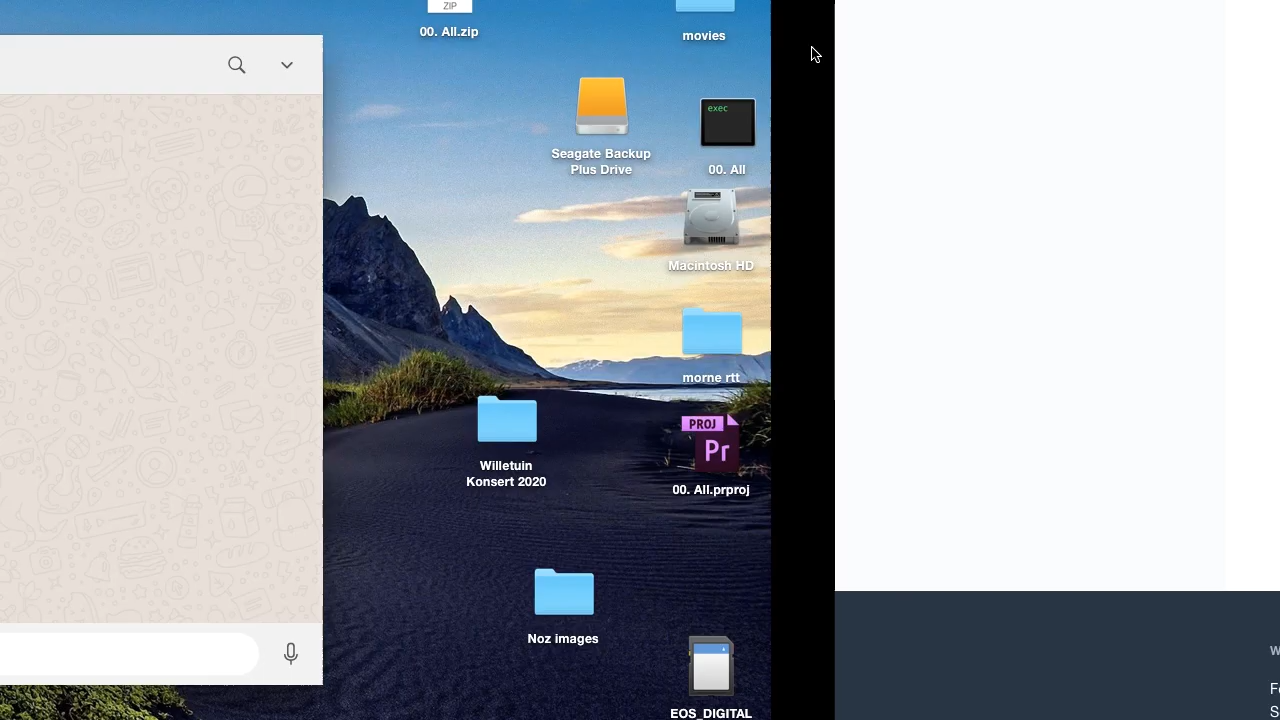 ZIP
00. All.zip
movies
Seagate Backup
Plus Drive
exec
00. All
Macintosh HD
morne rtt
Willetuin
Konsert 2020
PROJ
Pr
00. All.prproj
Noz images
EOS_DIGITAL
W
Fe
S